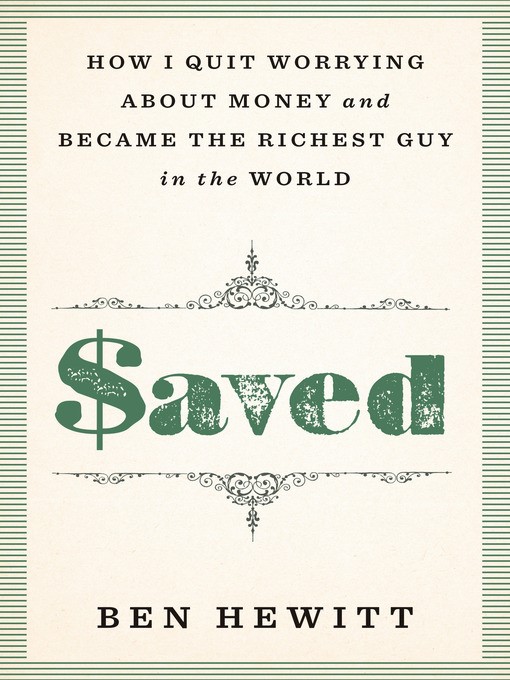 HOW I QUIT WORRYING
ABOUT MONEY and
BECAME THE RICHEST GUY
in the WORLD
$aved
BEN HEWITT